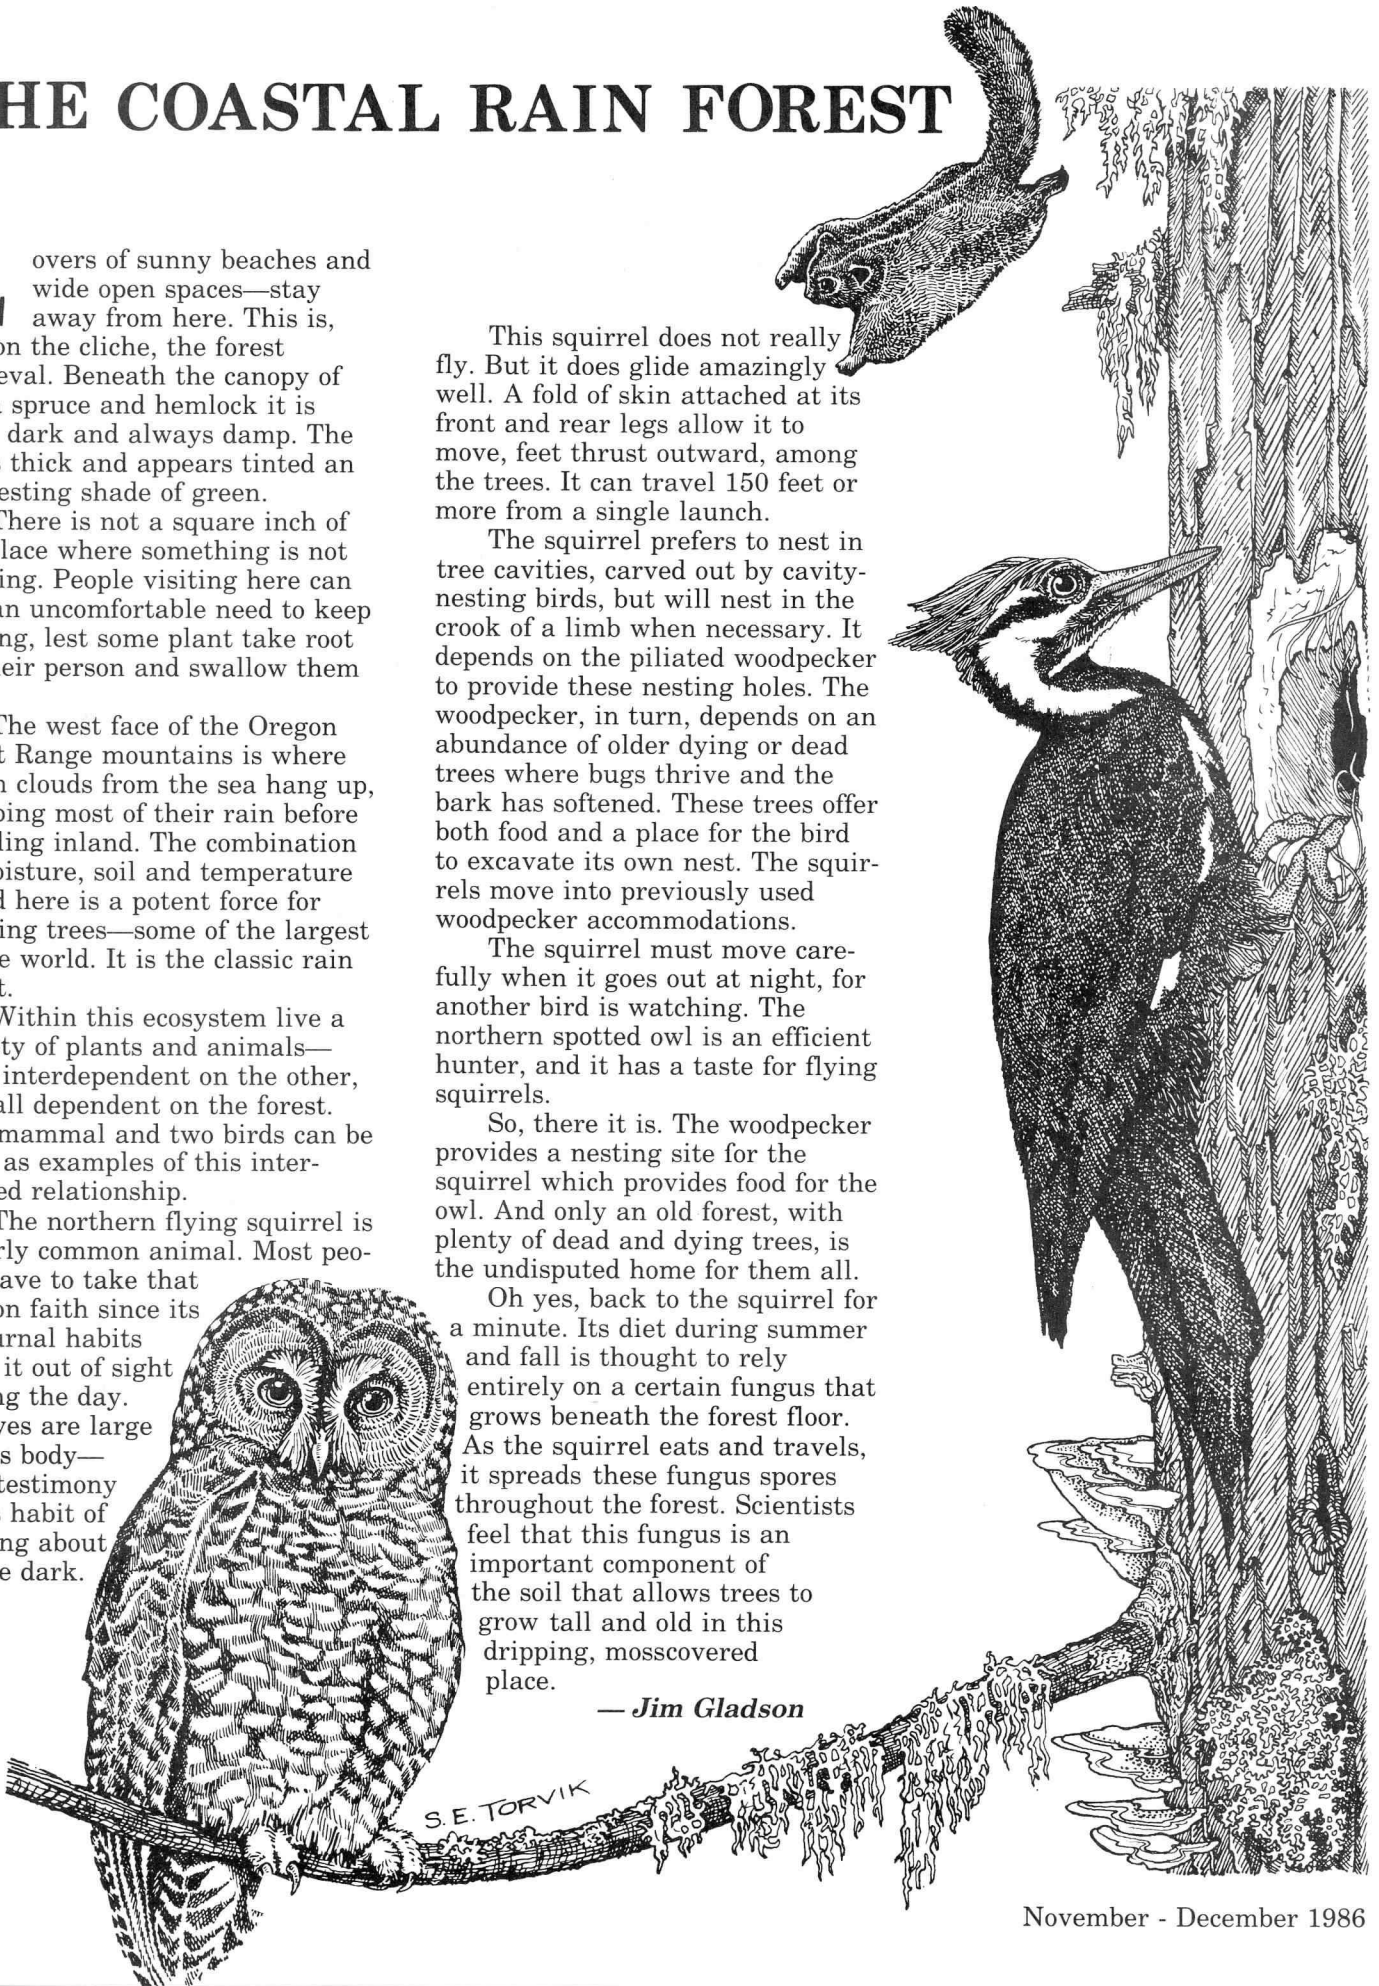 HE COASTAL RAIN FOREST
overs of sunny beaches and
wide open spaces—stay
away from here. This is,
on the cliche, the forest
eval. Beneath the canopy of
spruce and hemlock it is
dark and always damp. The
thick and appears tinted an
esting shade of green.
There is not a square inch of
lace where something is not
ing. People visiting here can
an uncomfortable need to keep
ng, lest some plant take root
eir person and swallow them
The west face of the Oregon
t Range mountains is where
n clouds from the sea hang up,
ping most of their rain before
ling inland. The combination
oisture, soil and temperature
d here is a potent force for
ing trees—some of the largest
e world. It is the classic rain
t.
Within this ecosystem live a
ty of plants and animals—
interdependent on the other,
all dependent on the forest.
mammal and two birds can be
as examples of this inter-
ed relationship.
The northern flying squirrel is
rly common animal. Most peo-
ave to take that
on faith since its
urnal habits
it out of sight
ng the day.
yes are large
s body—
testimony
habit of
ng about
e dark.
This squirrel does not really
fly. But it does glide amazingly
well. A fold of skin attached at its
front and rear legs allow it to
move, feet thrust outward, among
the trees. It can travel 150 feet or
more from a single launch.
The squirrel prefers to nest in
tree cavities, carved out by cavity-
nesting birds, but will nest in the
crook of a limb when necessary. It
depends on the piliated woodpecker
to provide these nesting holes. The
woodpecker, in turn, depends on an
abundance of older dying or dead
trees where bugs thrive and the
bark has softened. These trees offer
both food and a place for the bird
to excavate its own nest. The squir-
rels move into previously used
woodpecker accommodations.
The squirrel must move care-
fully when it goes out at night, for
another bird is watching. The
northern spotted owl is an efficient
hunter, and it has a taste for flying
squirrels.
So, there it is. The woodpecker
provides a nesting site for the
squirrel which provides food for the
owl. And only an old forest, with
plenty of dead and dying trees, is
the undisputed home for them all.
Oh yes, back to the squirrel for
a minute. Its diet during summer
and fall is thought to rely
entirely on a certain fungus that
grows beneath the forest floor.
As the squirrel eats and travels,
it spreads these fungus spores
throughout the forest. Scientists
feel that this fungus is an
important component of
the soil that allows trees to
grow tall and old in this
dripping, mosscovered
place.
— Jim Gladson
S. E. TORVIK
November - December 1986